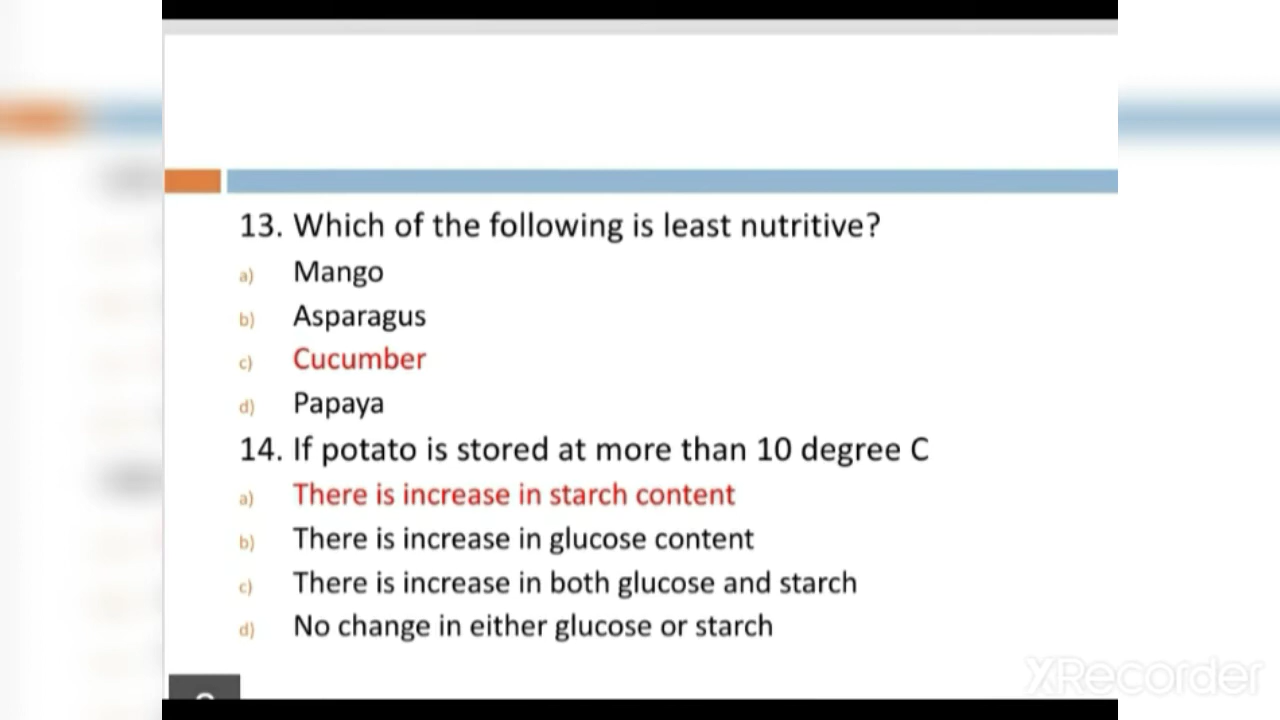 13. Which of the following is least nutritive?
a) Mango
b) Asparagus
c) Cucumber
d) Papaya
14. If potato is stored at more than 10 degree C
a) There is increase in starch content
b) There is increase in glucose content
c) There is increase in both glucose and starch
d) No change in either glucose or starch
XRecorder